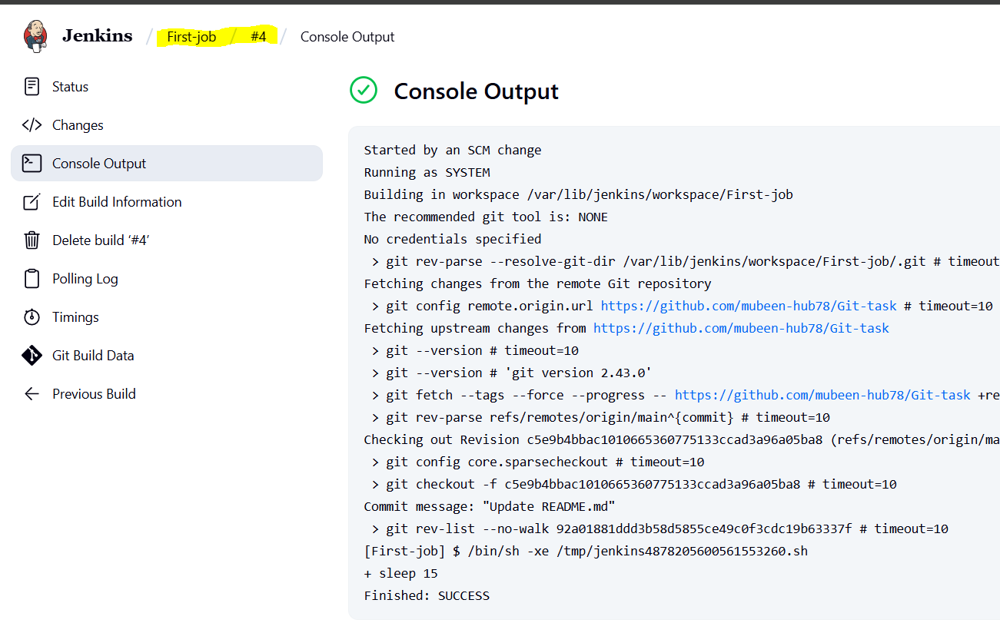 Jenkins / First-job / #4 / Console Output
Status
Changes
Console Output
Edit Build Information
Delete build ‘#4’
Polling Log
Timings
Git Build Data
Previous Build
Console Output
Started by an SCM change
Running as SYSTEM
Building in workspace /var/lib/jenkins/workspace/First-job
The recommended git tool is: NONE
No credentials specified
> git rev-parse --resolve-git-dir /var/lib/jenkins/workspace/First-job/.git # timeout
Fetching changes from the remote Git repository
> git config remote.origin.url https://github.com/mubeen-hub78/Git-task # timeout=10
Fetching upstream changes from https://github.com/mubeen-hub78/Git-task
> git --version # timeout=10
> git --version # 'git version 2.43.0'
> git fetch --tags --force --progress -- https://github.com/mubeen-hub78/Git-task +re
> git rev-parse refs/remotes/origin/main^{commit} # timeout=10
Checking out Revision c5e9b4bbac1010665360775133ccad3a96a05ba8 (refs/remotes/origin/ma
> git config core.sparsecheckout # timeout=10
> git checkout -f c5e9b4bbac1010665360775133ccad3a96a05ba8 # timeout=10
Commit message: "Update README.md"
> git rev-list --no-walk 92a01881ddd3b58d5855ce49c0f3cdc19b63337f # timeout=10
[First-job] $ /bin/sh -xe /tmp/jenkins4878205600561553260.sh
+ sleep 15
Finished: SUCCESS